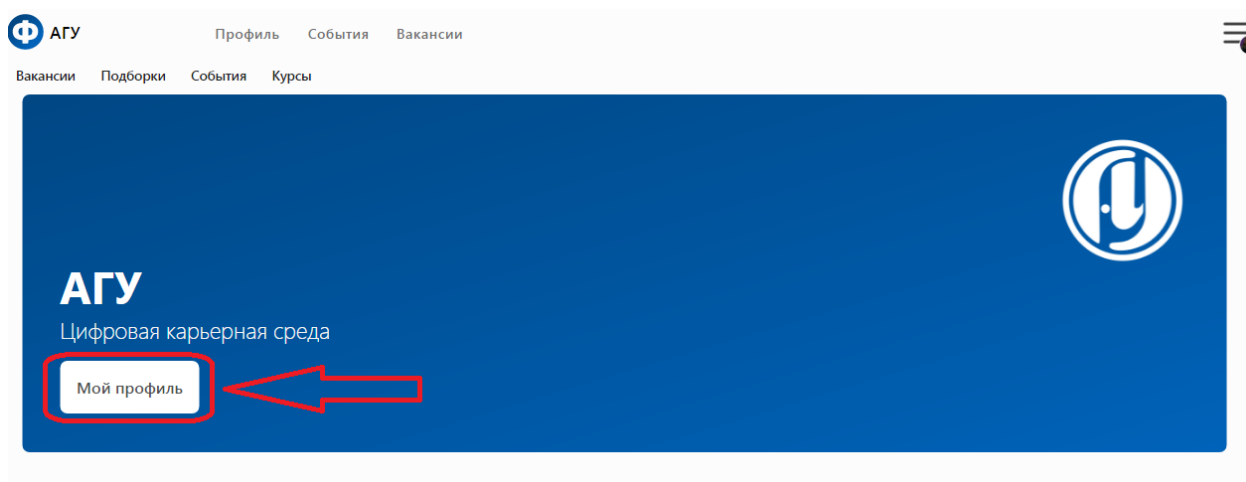 Ф АГУ Профиль События Вакансии
Вакансии Подборки События Курсы
АГУ
Цифровая карьерная среда
Мой профиль